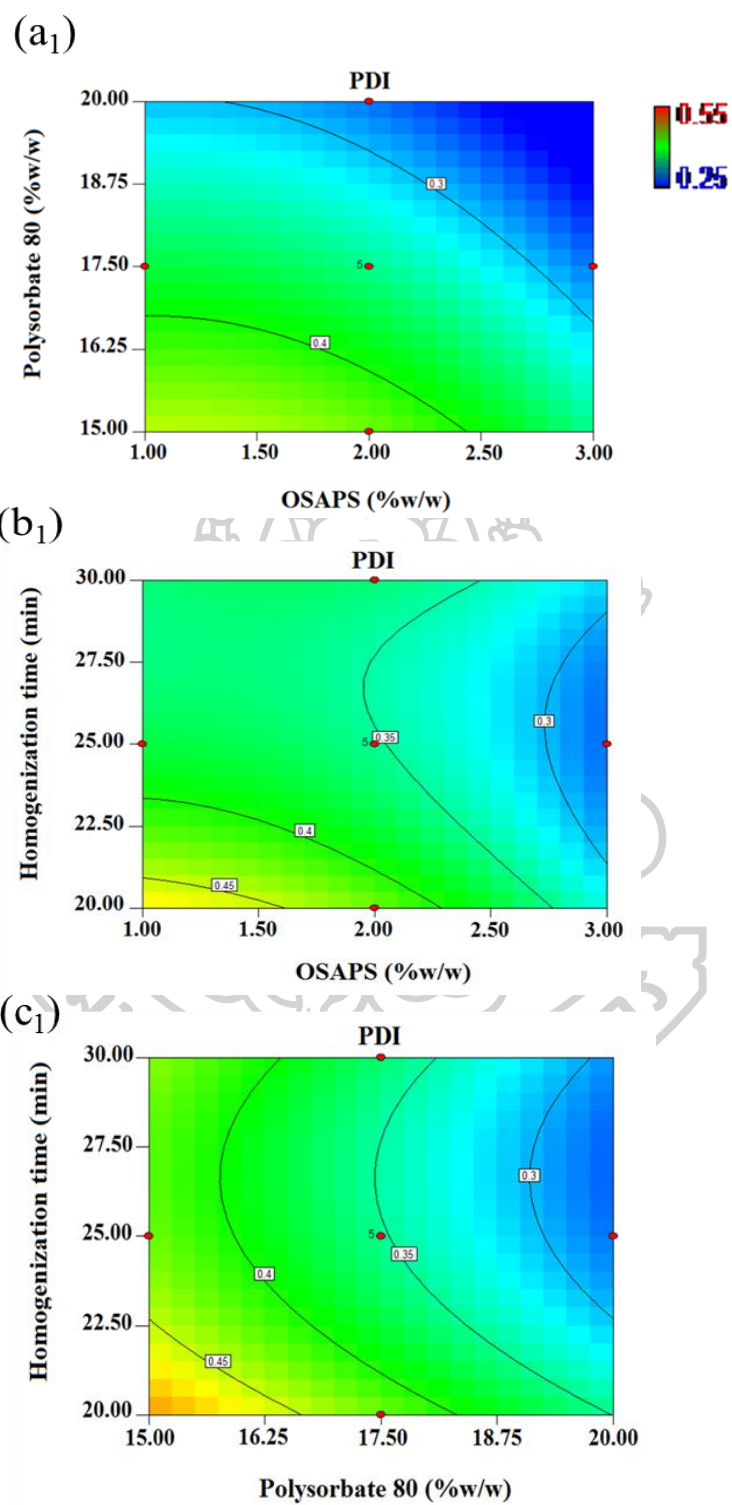 (a1)
PDI
20.00
18.75
17.50
16.25
15.00
Polysorbate 80 (%w/w)
0.3
5
0.4
1.00 1.50 2.00 2.50 3.00
OSAPS (%w/w)
0.55
0.25
(b1)
PDI
30.00
27.50
25.00
22.50
20.00
Homogenization time (min)
0.3
5 0.35
0.4
0.45
1.00 1.50 2.00 2.50 3.00
OSAPS (%w/w)
(c1)
PDI
30.00
27.50
25.00
22.50
20.00
Homogenization time (min)
0.3
5
0.35
0.4
0.45
15.00 16.25 17.50 18.75 20.00
Polysorbate 80 (%w/w)